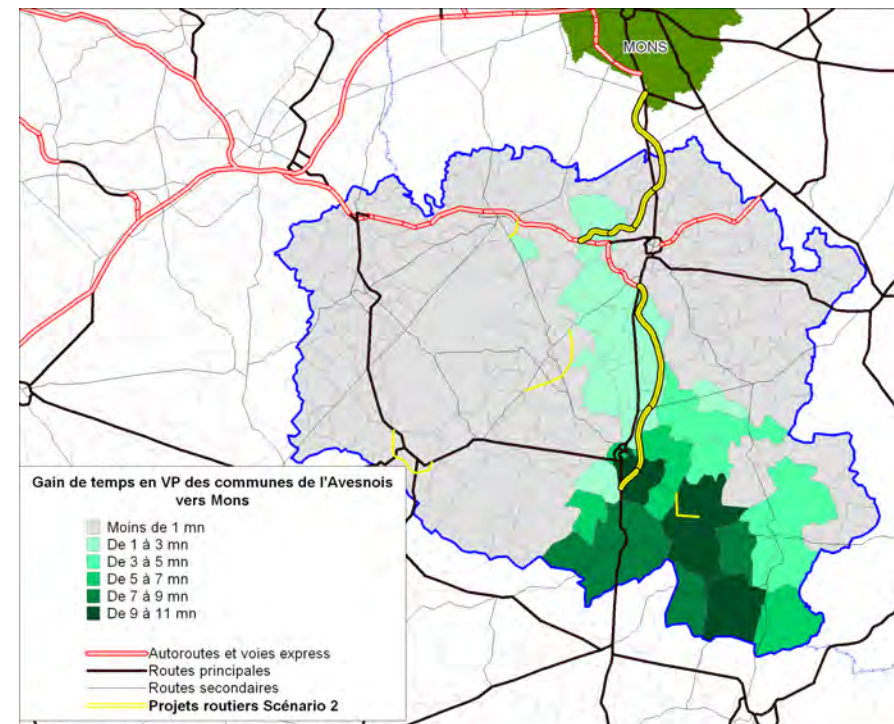 MONS
Gain de temps en VP des communes de l'Avesnois
vers Mons
Moins de 1 mn
De 1 à 3 mn
De 3 à 5 mn
De 5 à 7 mn
De 7 à 9 mn
De 9 à 11 mn
Autoroutes et voies express
Routes principales
Routes secondaires
Projets routiers Scénario 2